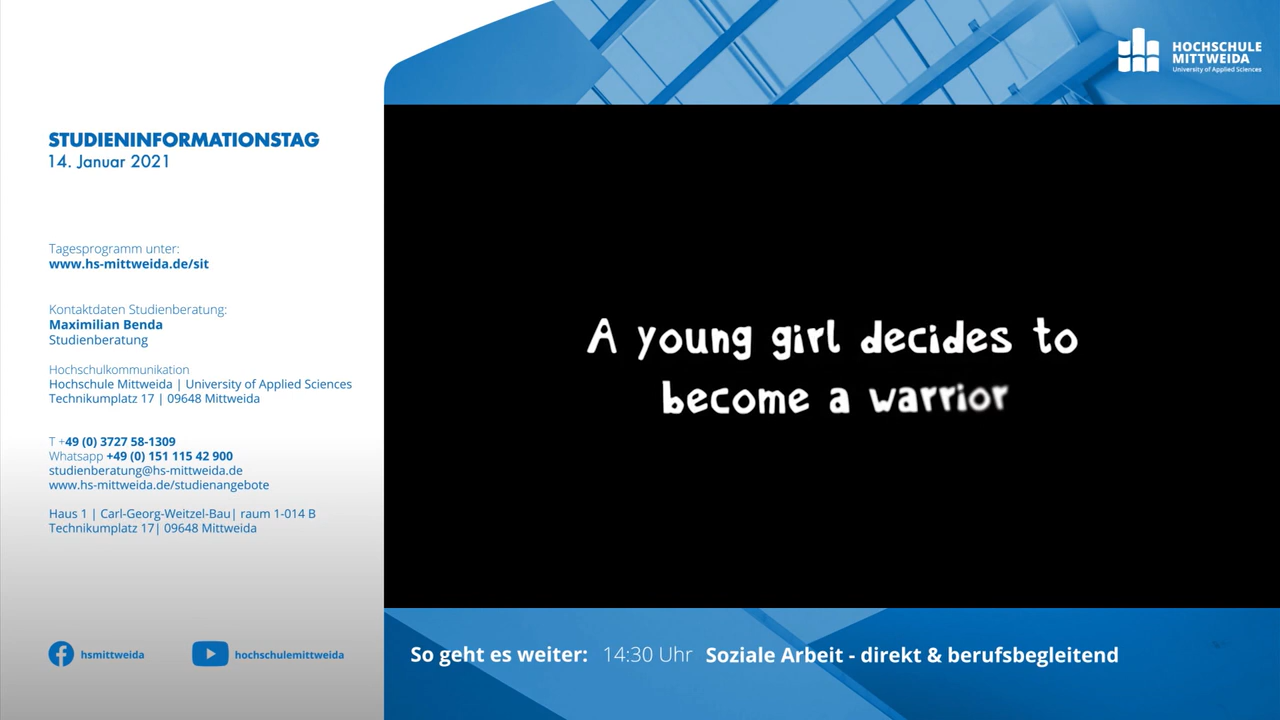 HOCHSCHULE
MITTWEIDA
University of Applied Sciences
STUDIENINFORMATIONSTAG
14. Januar 2021
Tagesprogramm unter:
www.hs-mittweida.de/sit
Kontaktdaten Studienberatung:
Maximilian Benda
Studienberatung
Hochschulkommunikation
Hochschule Mittweida | University of Applied Sciences
Technikumplatz 17 | 09648 Mittweida
T +49 (0) 3727 58-1309
Whatsapp +49 (0) 151 115 42 900
studienberatung@hs-mittweida.de
www.hs-mittweida.de/studienangebote
Haus 1 | Carl-Georg-Weitzel-Bau| raum 1-014 B
Technikumplatz 17| 09648 Mittweida
hsmittweida
hochschulemittweida
A young girl decides to
become a warrior
So geht es weiter: 14:30 Uhr Soziale Arbeit - direkt & berufsbegleitend